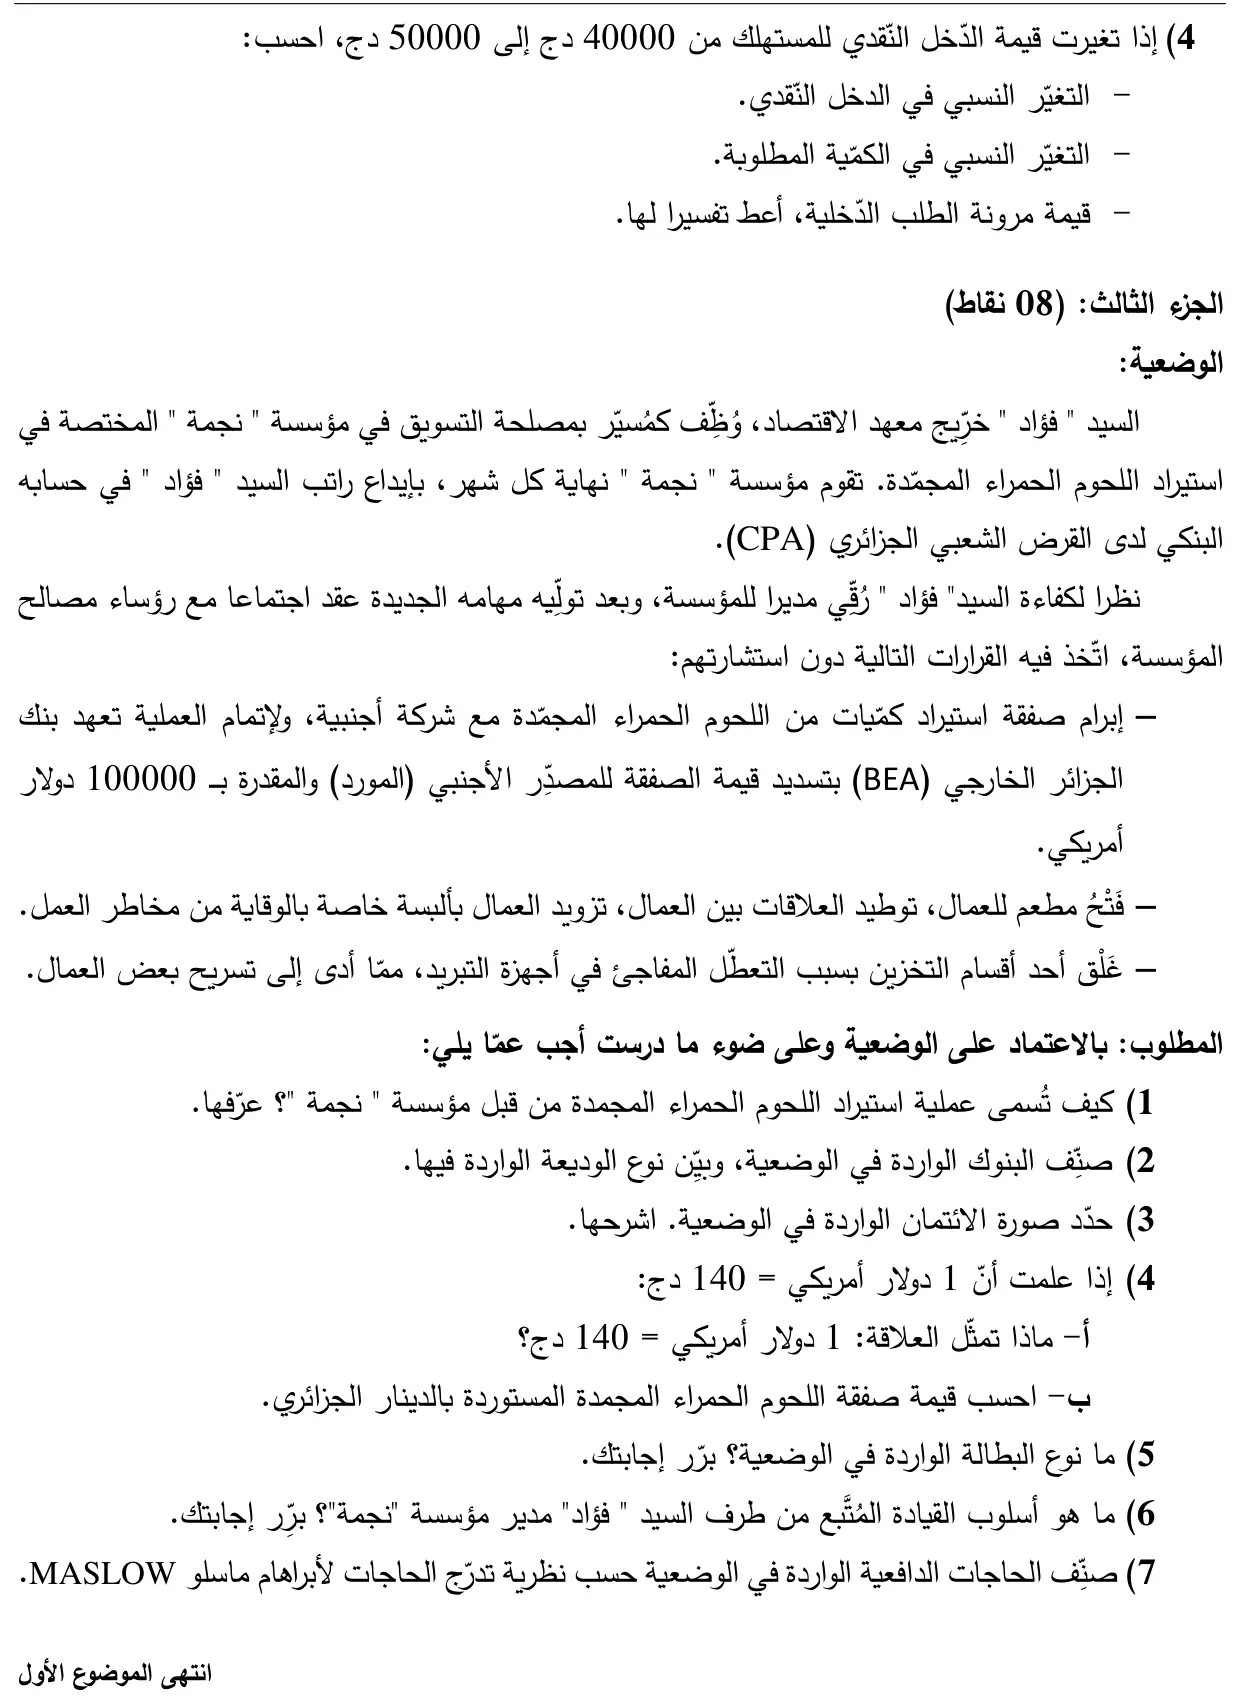 4) إذا تغيرت قيمة الدّخل النّقدي للمستهلك من 40000 دج إلى 50000 دج، احسب:
- التغيّر النسبي في الدخل النّقدي.
- التغيّر النسبي في الكمّية المطلوبة.
- قيمة مرونة الطلب الدّخلية، أعط تفسيرا لها.
الجزء الثالث: (08 نقاط)
الوضعية:
السيد " فؤاد " خرِّيج معهد الاقتصاد، وُظِّف كمُسيّر بمصلحة التسويق في مؤسسة " نجمة " المختصة في
استيراد اللحوم الحمراء المجمّدة. تقوم مؤسسة " نجمة " نهاية كل شهر، بإيداع راتب السيد " فؤاد " في حسابه
البنكي لدى القرض الشعبي الجزائري (CPA).
نظرا لكفاءة السيد" فؤاد " رُقِّي مديرا للمؤسسة، وبعد تولِّيه مهامه الجديدة عقد اجتماعا مع رؤساء مصالح
المؤسسة، اتّخذ فيه القرارات التالية دون استشارتهم:
– إبرام صفقة استيراد كمّيات من اللحوم الحمراء المجمّدة مع شركة أجنبية، ولإتمام العملية تعهد بنك
الجزائر الخارجي (BEA) بتسديد قيمة الصفقة للمصدِّر الأجنبي (المورد) والمقدرة بـ 100000 دولار
أمريكي.
– فَتْحُ مطعم للعمال، توطيد العلاقات بين العمال، تزويد العمال بألبسة خاصة بالوقاية من مخاطر العمل.
– غَلْق أحد أقسام التخزين بسبب التعطّل المفاجئ في أجهزة التبريد، ممّا أدى إلى تسريح بعض العمال.
المطلوب: بالاعتماد على الوضعية وعلى ضوء ما درست أجب عمّا يلي:
1) كيف تُسمى عملية استيراد اللحوم الحمراء المجمدة من قبل مؤسسة " نجمة "؟ عرّفها.
2) صنِّف البنوك الواردة في الوضعية، وبيِّن نوع الوديعة الواردة فيها.
3) حدّد صورة الائتمان الواردة في الوضعية. اشرحها.
4) إذا علمت أنّ 1 دولار أمريكي = 140 دج:
أ- ماذا تمثّل العلاقة: 1 دولار أمريكي = 140 دج؟
ب- احسب قيمة صفقة اللحوم الحمراء المجمدة المستوردة بالدينار الجزائري.
5) ما نوع البطالة الواردة في الوضعية؟ برّر إجابتك.
6) ما هو أسلوب القيادة المُتَّبع من طرف السيد " فؤاد" مدير مؤسسة "نجمة"؟ برِّر إجابتك.
7) صنِّف الحاجات الدافعية الواردة في الوضعية حسب نظرية تدرّج الحاجات لأبراهام ماسلو MASLOW.
انتهى الموضوع الأول